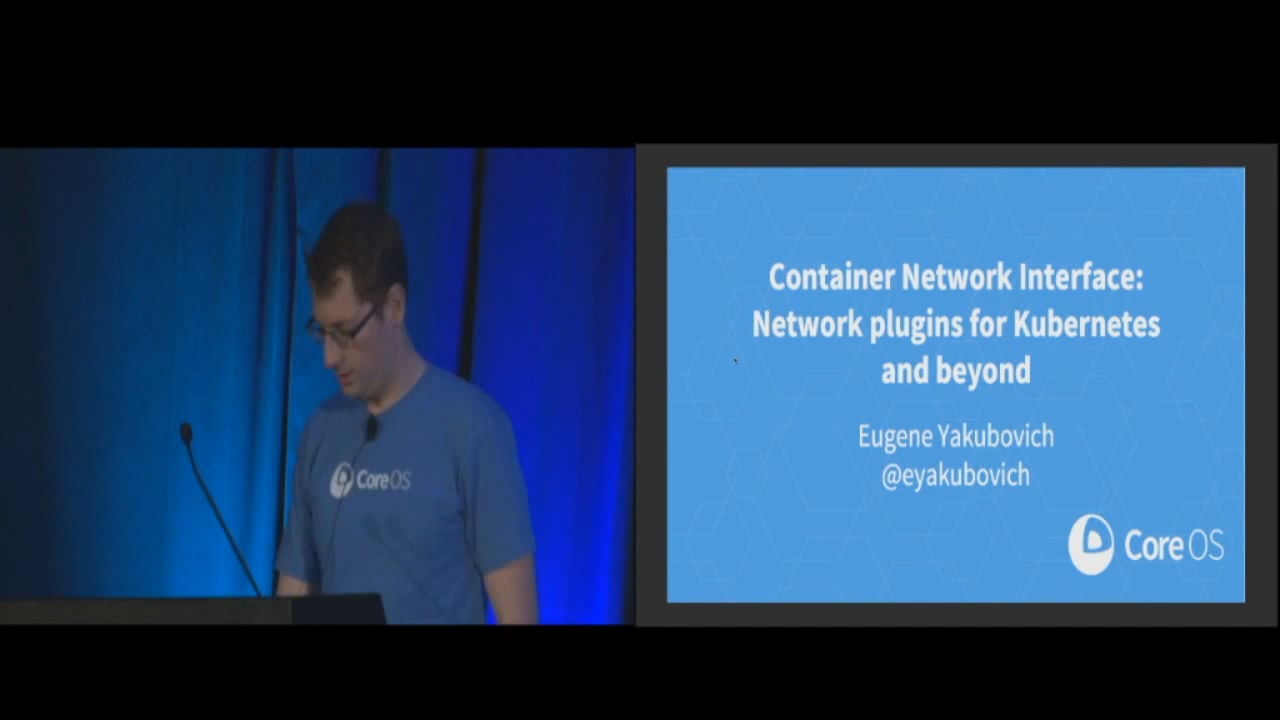 CoreOS
Container Network Interface:
Network plugins for Kubernetes
and beyond
Eugene Yakubovich
@eyakubovich
CoreOS